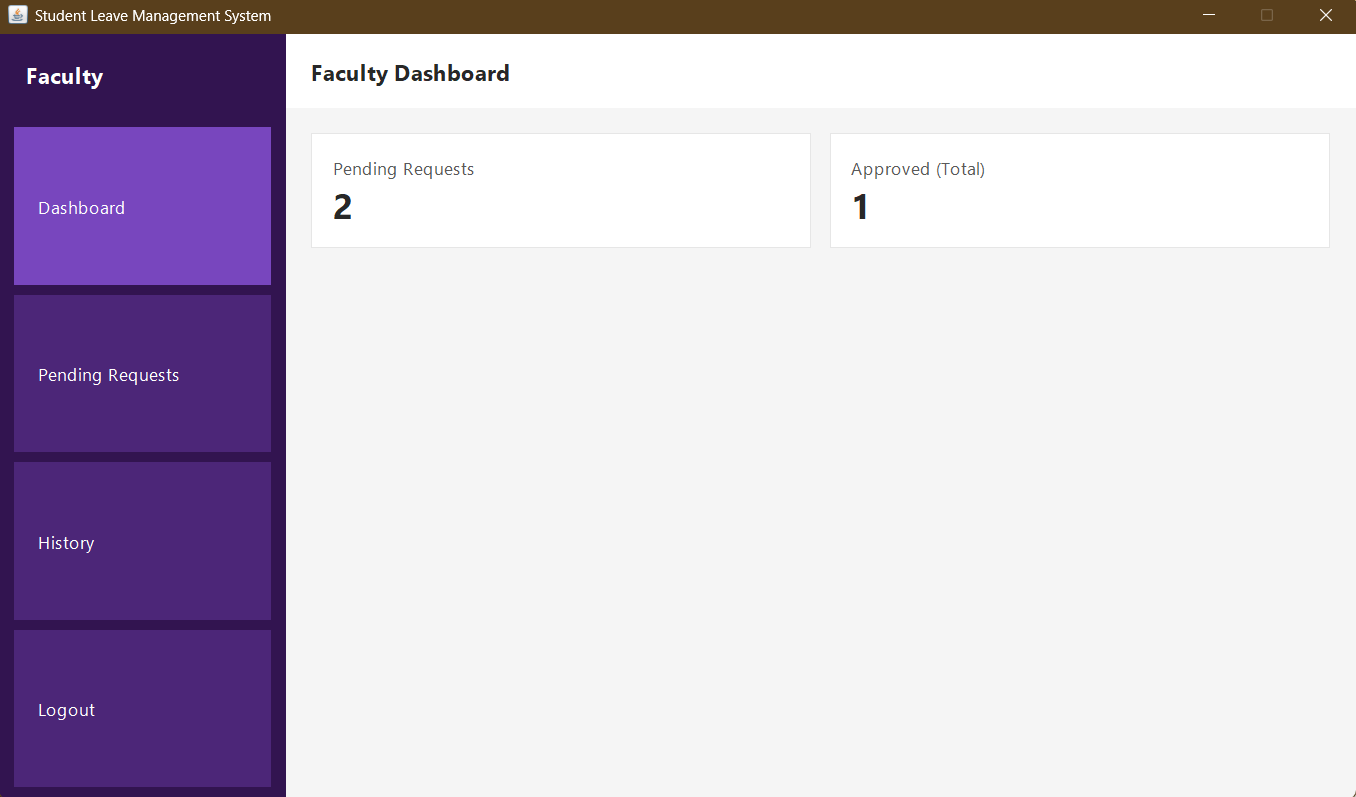 Student Leave Management System
Faculty
Dashboard
Pending Requests
History
Logout
Faculty Dashboard
Pending Requests
2
Approved (Total)
1